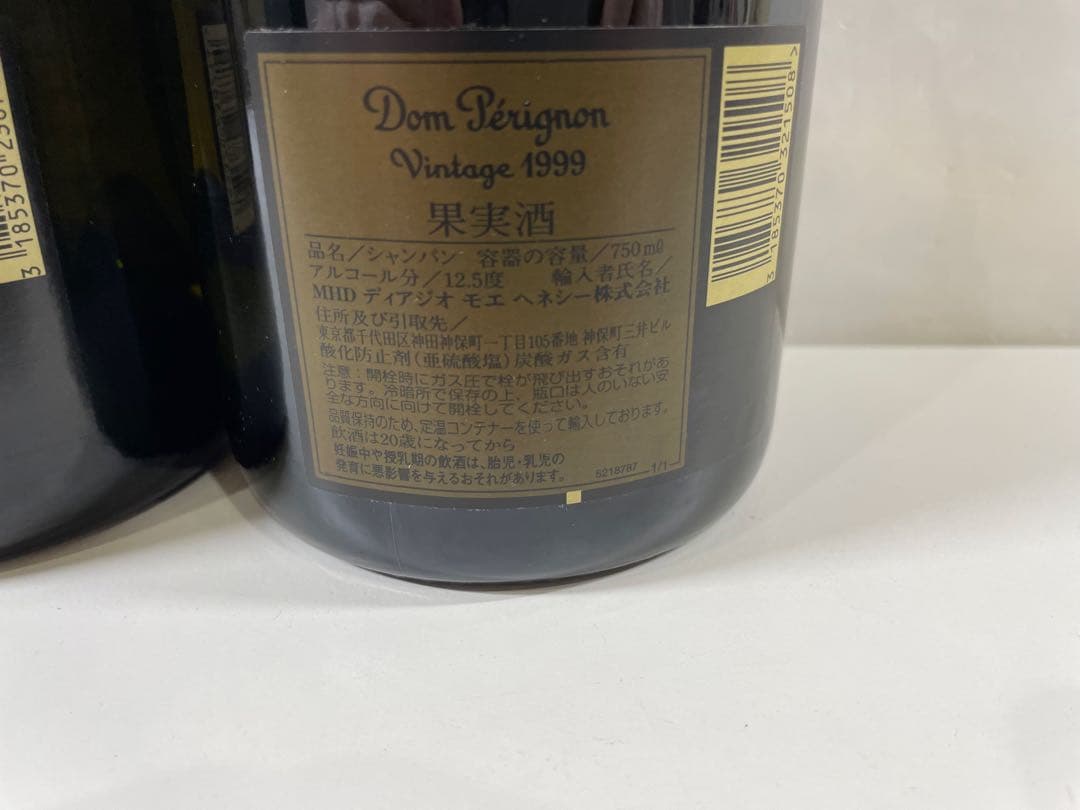 Dom Pérignon
Vintage 1999
果実酒
品名／シャンパン 容器の容量／750㎖
アルコール分／12.5度 輸入者氏名／
MHD ディアジオ モエ ヘネシー株式会社
住所及び引取先／
東京都千代田区神田神保町一丁目105番地 神保町三井ビル
酸化防止剤(亜硫酸塩)炭酸ガス含有
注意：開栓時にガス圧で栓が飛び出すおそれがあ
ります。冷暗所で保存の上、瓶口は人のいない安
全な方向に向けて開栓してください。
品質保持のため、定温コンテナーを使って輸入しております。
飲酒は20歳になってから
妊娠中や授乳期の飲酒は、胎児・乳児の
発育に悪影響を与えるおそれがあります。
5218787 —1/1—
3 185370 321508 >